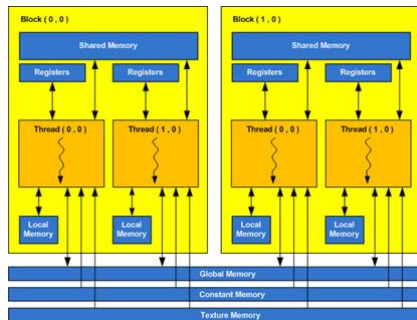 Block ( 0 , 0 )
Shared Memory
Registers
Registers
Thread ( 0 , 0 )
Thread ( 1 , 0 )
Local
Memory
Local
Memory
Block ( 1 , 0 )
Shared Memory
Registers
Registers
Thread ( 0 , 0 )
Thread ( 1 , 0 )
Local
Memory
Local
Memory
Global Memory
Constant Memory
Texture Memory